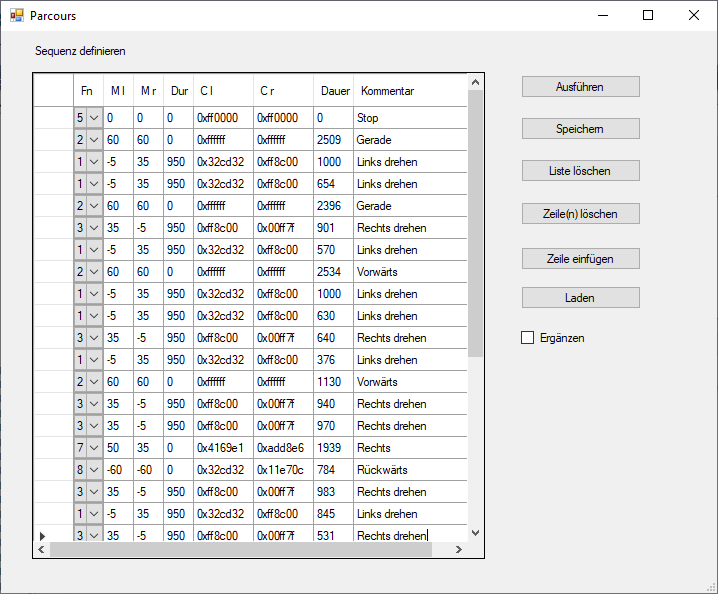 Parcours
Sequenz definieren
Fn M l M r Dur C l C r Dauer Kommentar
5 0 0 0 0xff0000 0xff0000 0 Stop
2 60 60 0 0xffffff 0xffffff 2509 Gerade
1 -5 35 950 0x32cd32 0xff8c00 1000 Links drehen
1 -5 35 950 0x32cd32 0xff8c00 654 Links drehen
2 60 60 0 0xffffff 0xffffff 2396 Gerade
3 35 -5 950 0xff8c00 0x00ff7f 901 Rechts drehen
1 -5 35 950 0x32cd32 0xff8c00 570 Links drehen
2 60 60 0 0xffffff 0xffffff 2534 Vorwärts
1 -5 35 950 0x32cd32 0xff8c00 1000 Links drehen
1 -5 35 950 0x32cd32 0xff8c00 630 Links drehen
3 35 -5 950 0xff8c00 0x00ff7f 640 Rechts drehen
1 -5 35 950 0x32cd32 0xff8c00 376 Links drehen
2 60 60 0 0xffffff 0xffffff 1130 Vorwärts
3 35 -5 950 0xff8c00 0x00ff7f 940 Rechts drehen
3 35 -5 950 0xff8c00 0x00ff7f 970 Rechts drehen
7 50 35 0 0x4169e1 0xadd8e6 1939 Rechts
8 -60 -60 0 0x32cd32 0x11e70c 784 Rückwärts
3 35 -5 950 0xff8c00 0x00ff7f 983 Rechts drehen
1 -5 35 950 0x32cd32 0xff8c00 845 Links drehen
3 35 -5 950 0xff8c00 0x00ff7f 531 Rechts drehen
Ausführen
Speichern
Liste löschen
Zeile(n) löschen
Zeile einfügen
Laden
Ergänzen